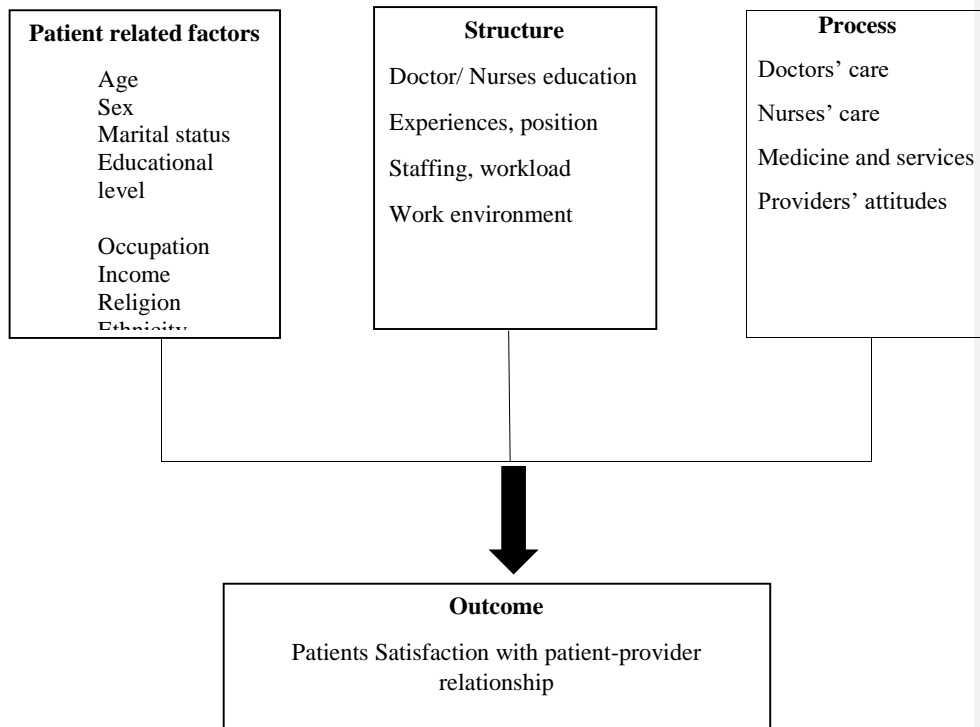 Patient related factors
Age
Sex
Marital status
Educational
level
Occupation
Income
Religion
Ethnicity
Structure
Doctor/ Nurses education
Experiences, position
Staffing, workload
Work environment
Process
Doctors’ care
Nurses’ care
Medicine and services
Providers’ attitudes
Outcome
Patients Satisfaction with patient-provider
relationship